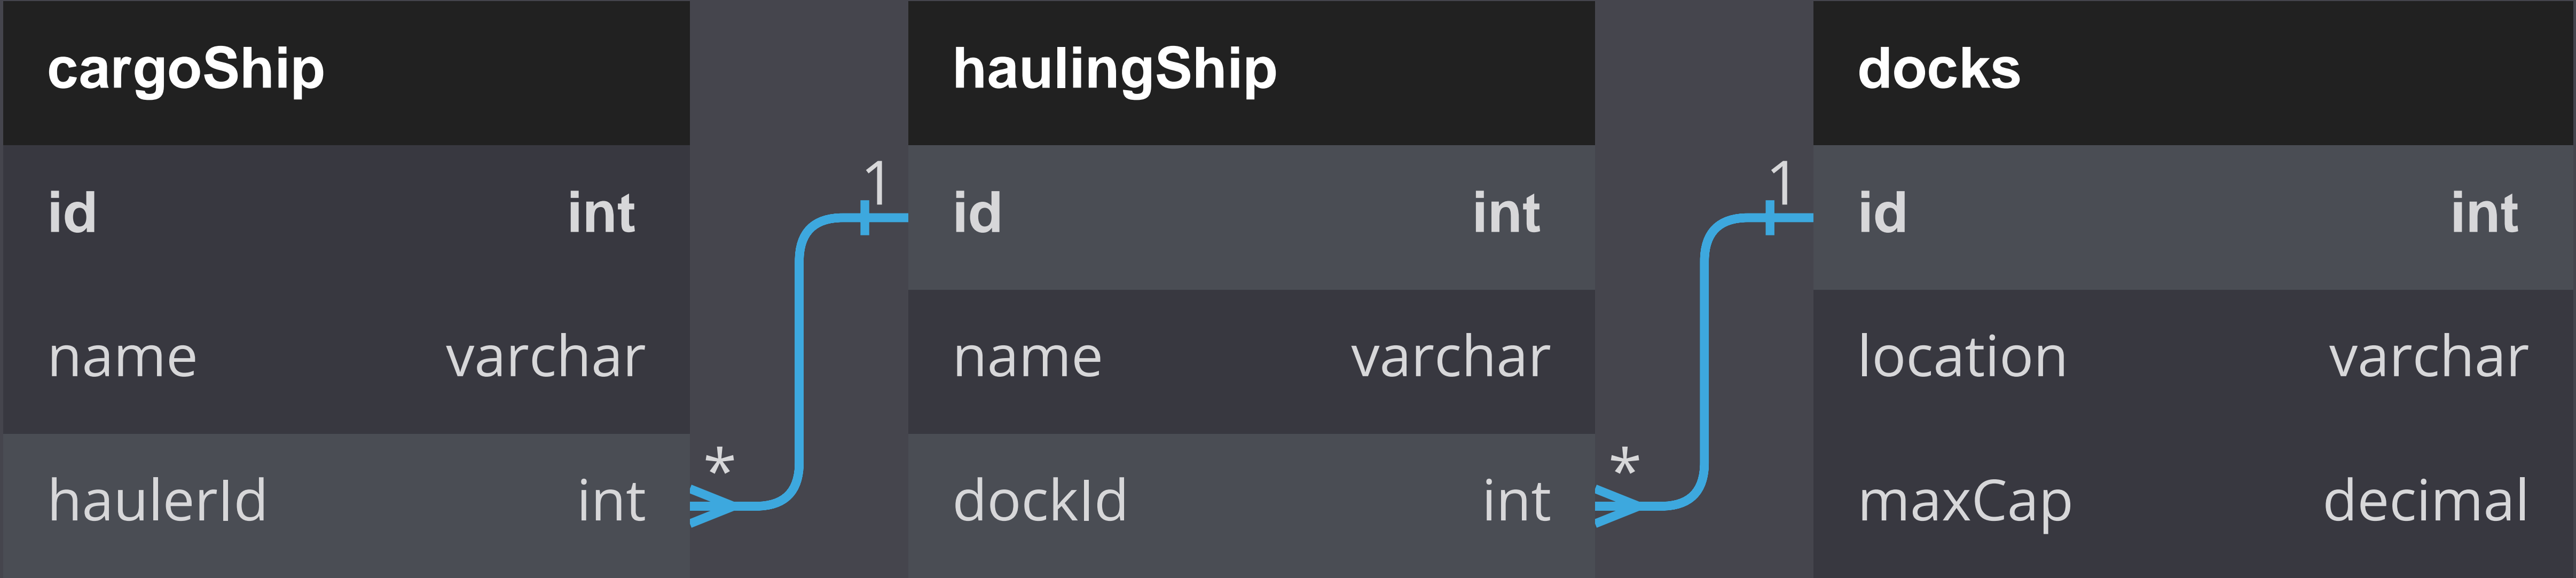 cargoShip
id int
name varchar
haulerId int
* 1
haulingShip
id int
name varchar
dockId int
* 1
docks
id int
location varchar
maxCap decimal